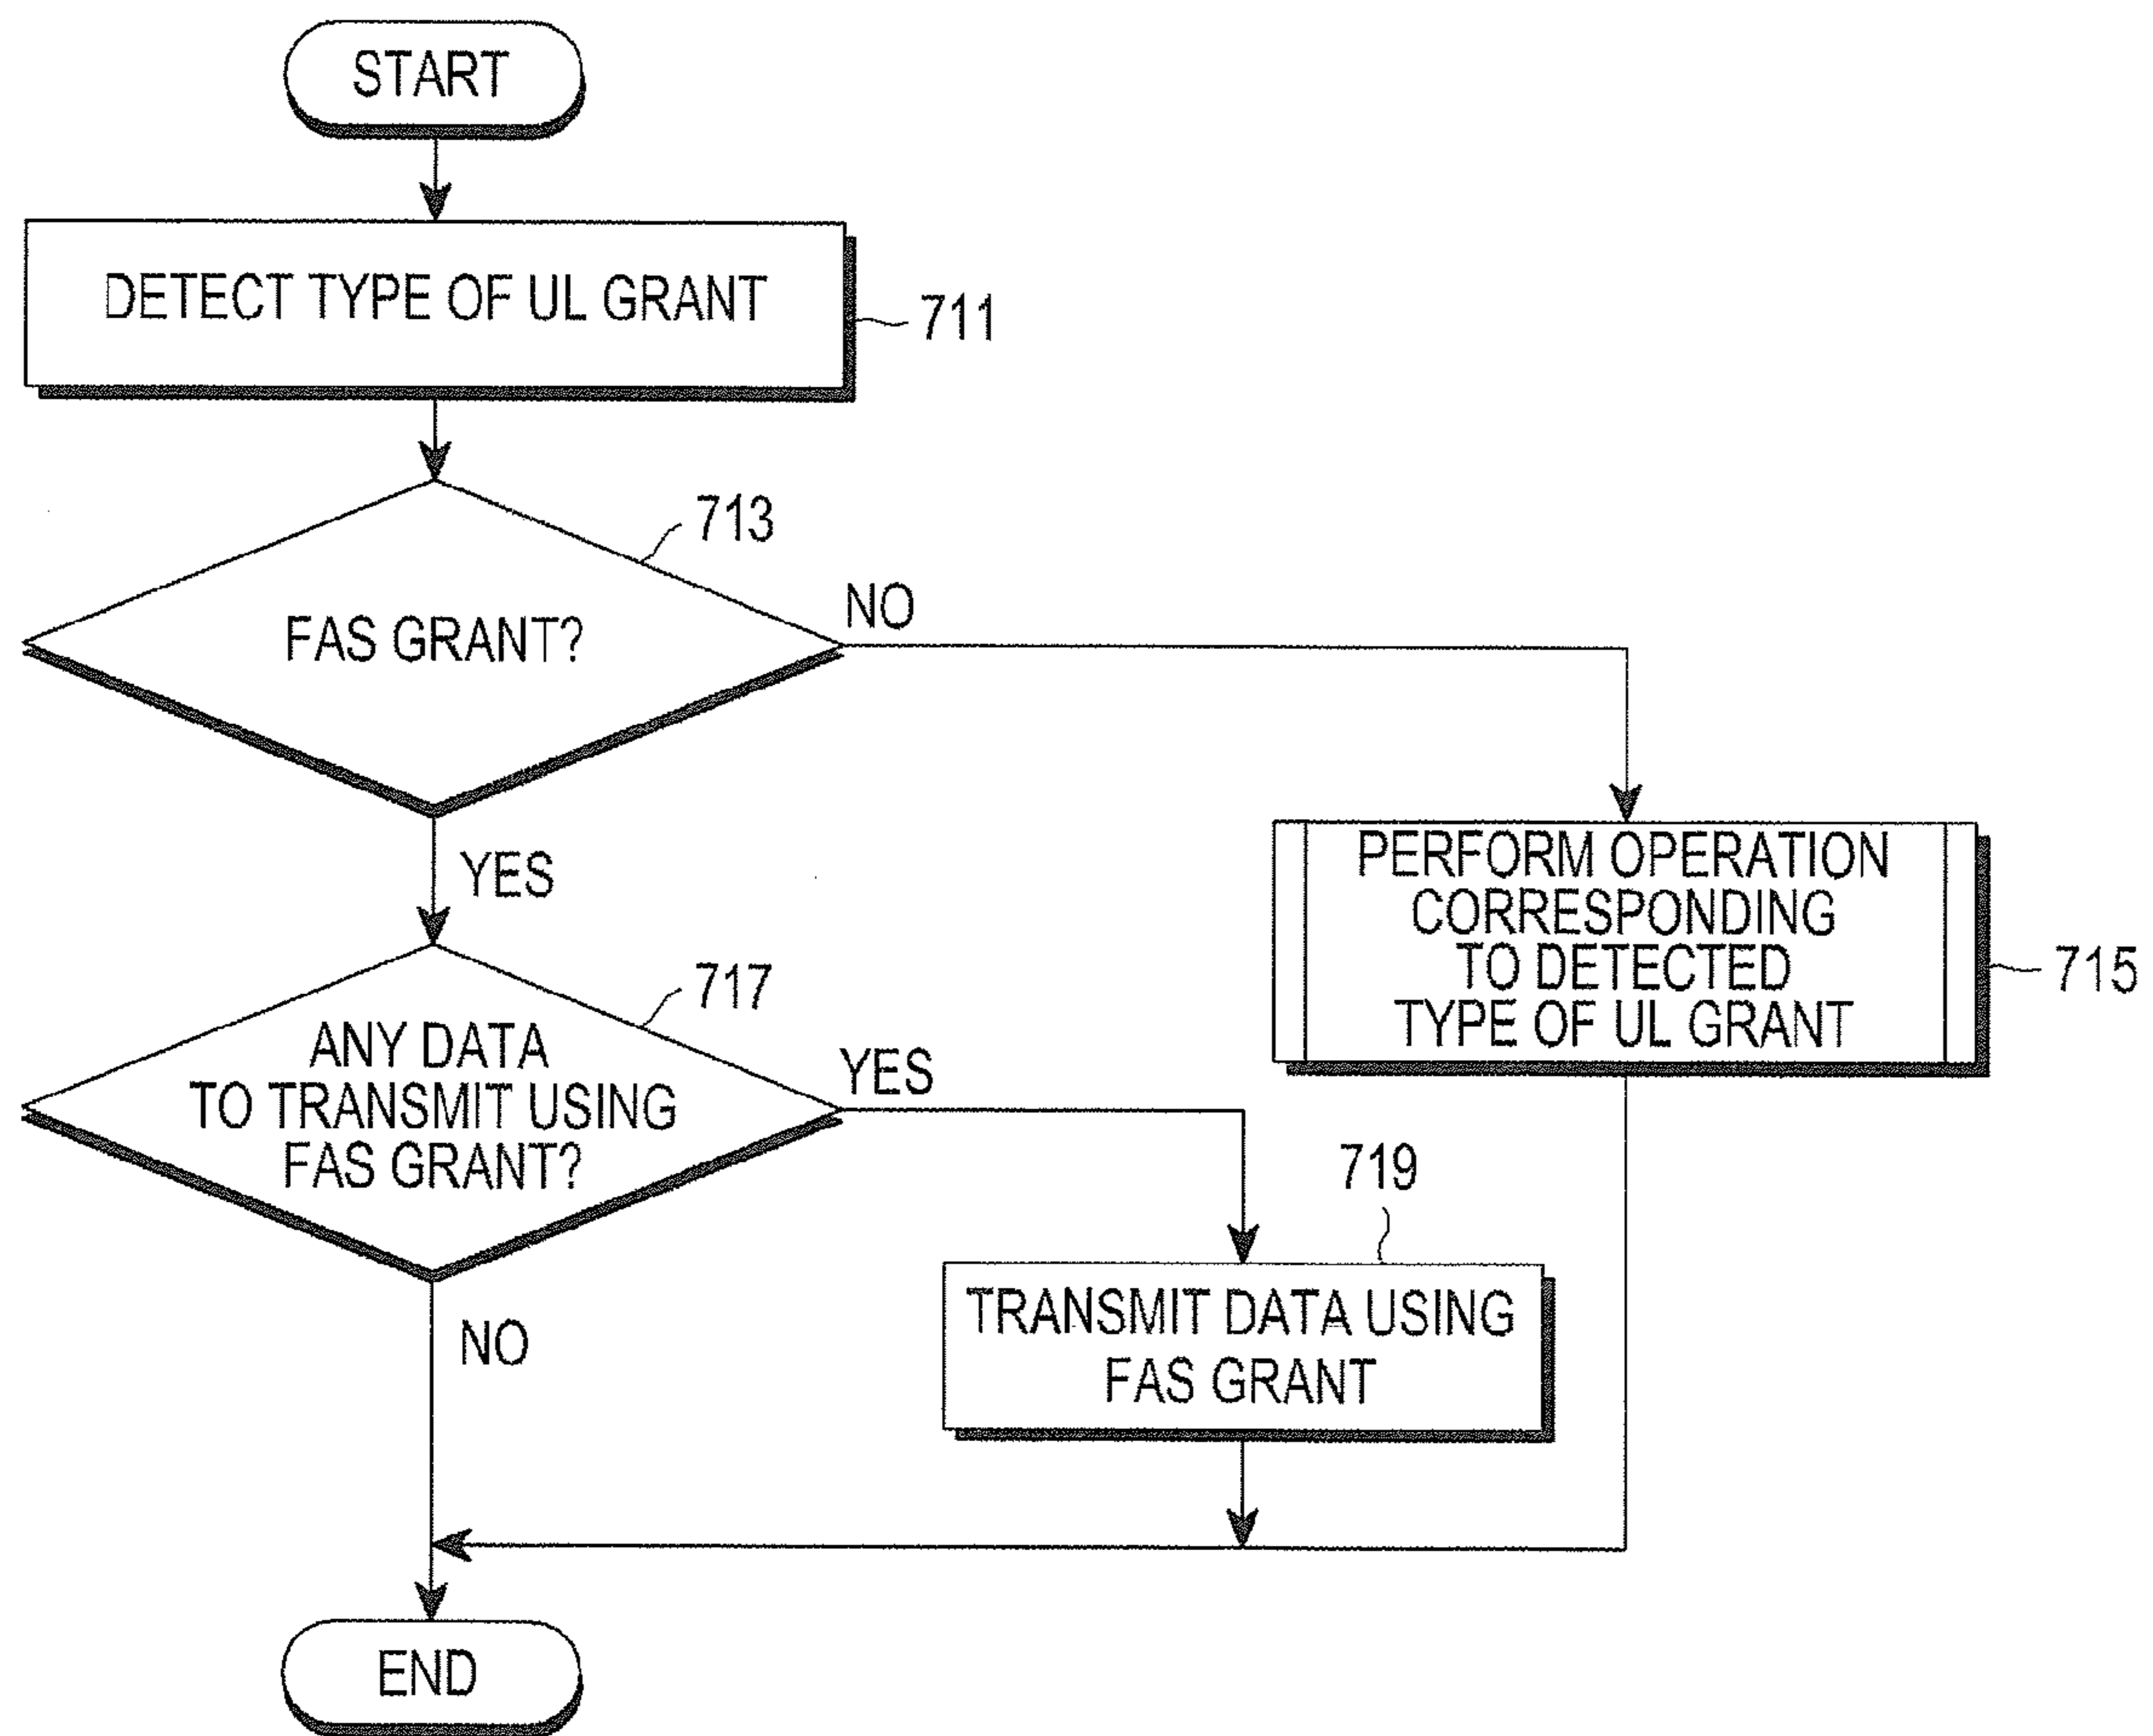 START
DETECT TYPE OF UL GRANT
711
713
FAS GRANT?
NO
YES
PERFORM OPERATION
CORRESPONDING
TO DETECTED
TYPE OF UL GRANT
715
717
ANY DATA
TO TRANSMIT USING
FAS GRANT?
YES
719
TRANSMIT DATA USING
FAS GRANT
NO
END